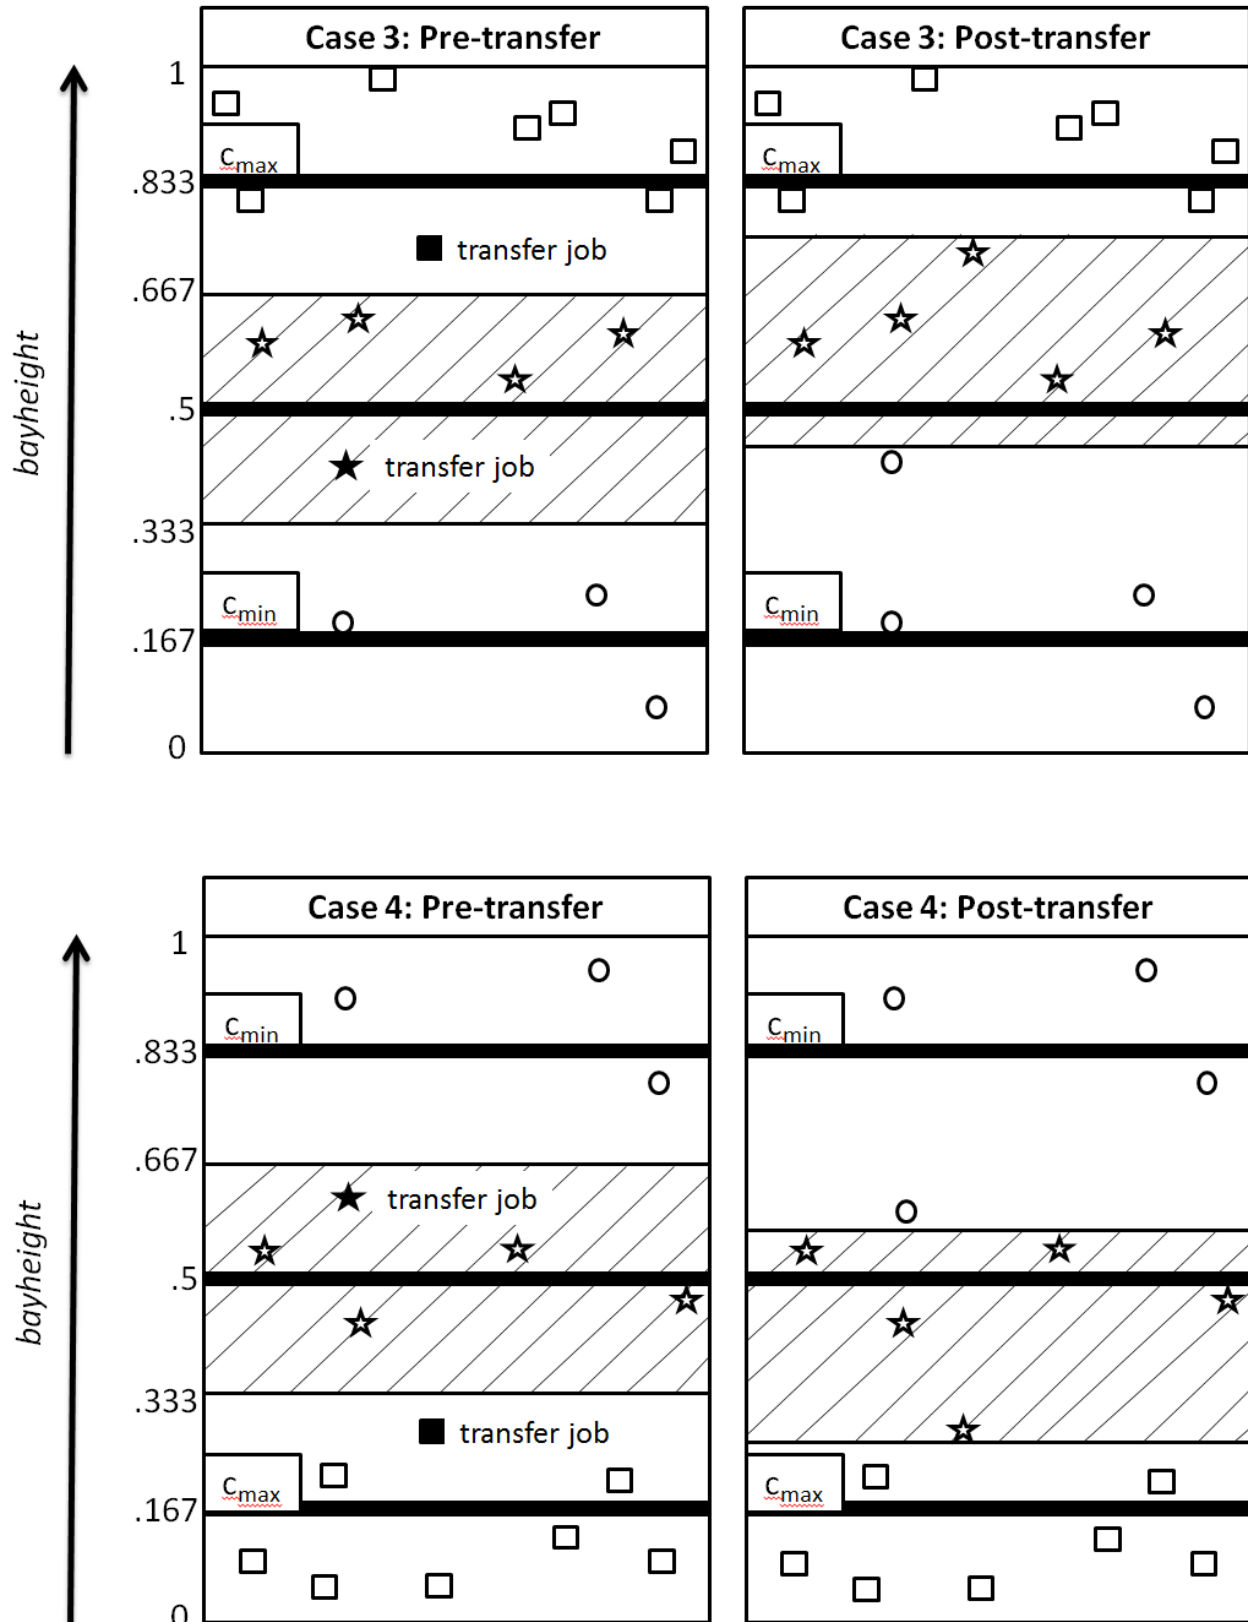 Case 3: Pre-transfer
Case 3: Post-transfer
1
cmax
cmax
.833
transfer job
.667
bayheight
.5
transfer job
.333
cmin
cmin
.167
0
Case 4: Pre-transfer
Case 4: Post-transfer
1
cmin
cmin
.833
.667
transfer job
bayheight
.5
.333
transfer job
cmax
cmax
.167
0